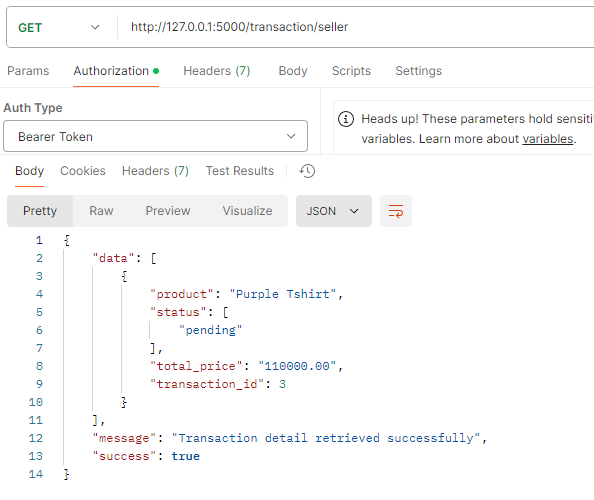 GET http://127.0.0.1:5000/transaction/seller
Params Authorization Headers (7) Body Scripts Settings
Auth Type
Bearer Token
Heads up! These parameters hold sensiti
variables. Learn more about variables.
Body Cookies Headers (7) Test Results
Pretty Raw Preview Visualize JSON
1 {
2 "data": [
3 {
4 "product": "Purple Tshirt",
5 "status": [
6 "pending"
7 ],
8 "total_price": "110000.00",
9 "transaction_id": 3
10 }
11 ],
12 "message": "Transaction detail retrieved successfully",
13 "success": true
14 }